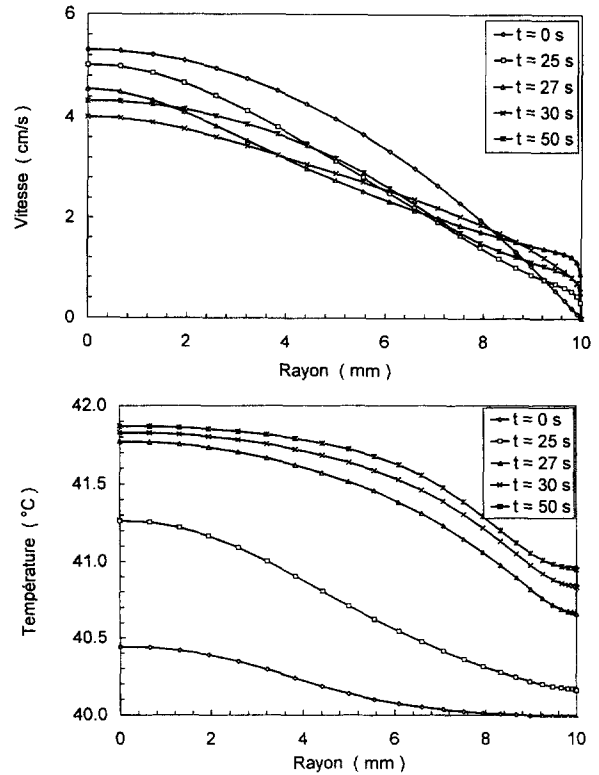 6
4
2
0
Vitesse ( cm/s )
0
2
4
6
8
10
Rayon ( mm )
t = 0 s
t = 25 s
t = 27 s
t = 30 s
t = 50 s
42.0
41.5
41.0
40.5
40.0
Température ( °C )
0
2
4
6
8
10
Rayon ( mm )
t = 0 s
t = 25 s
t = 27 s
t = 30 s
t = 50 s